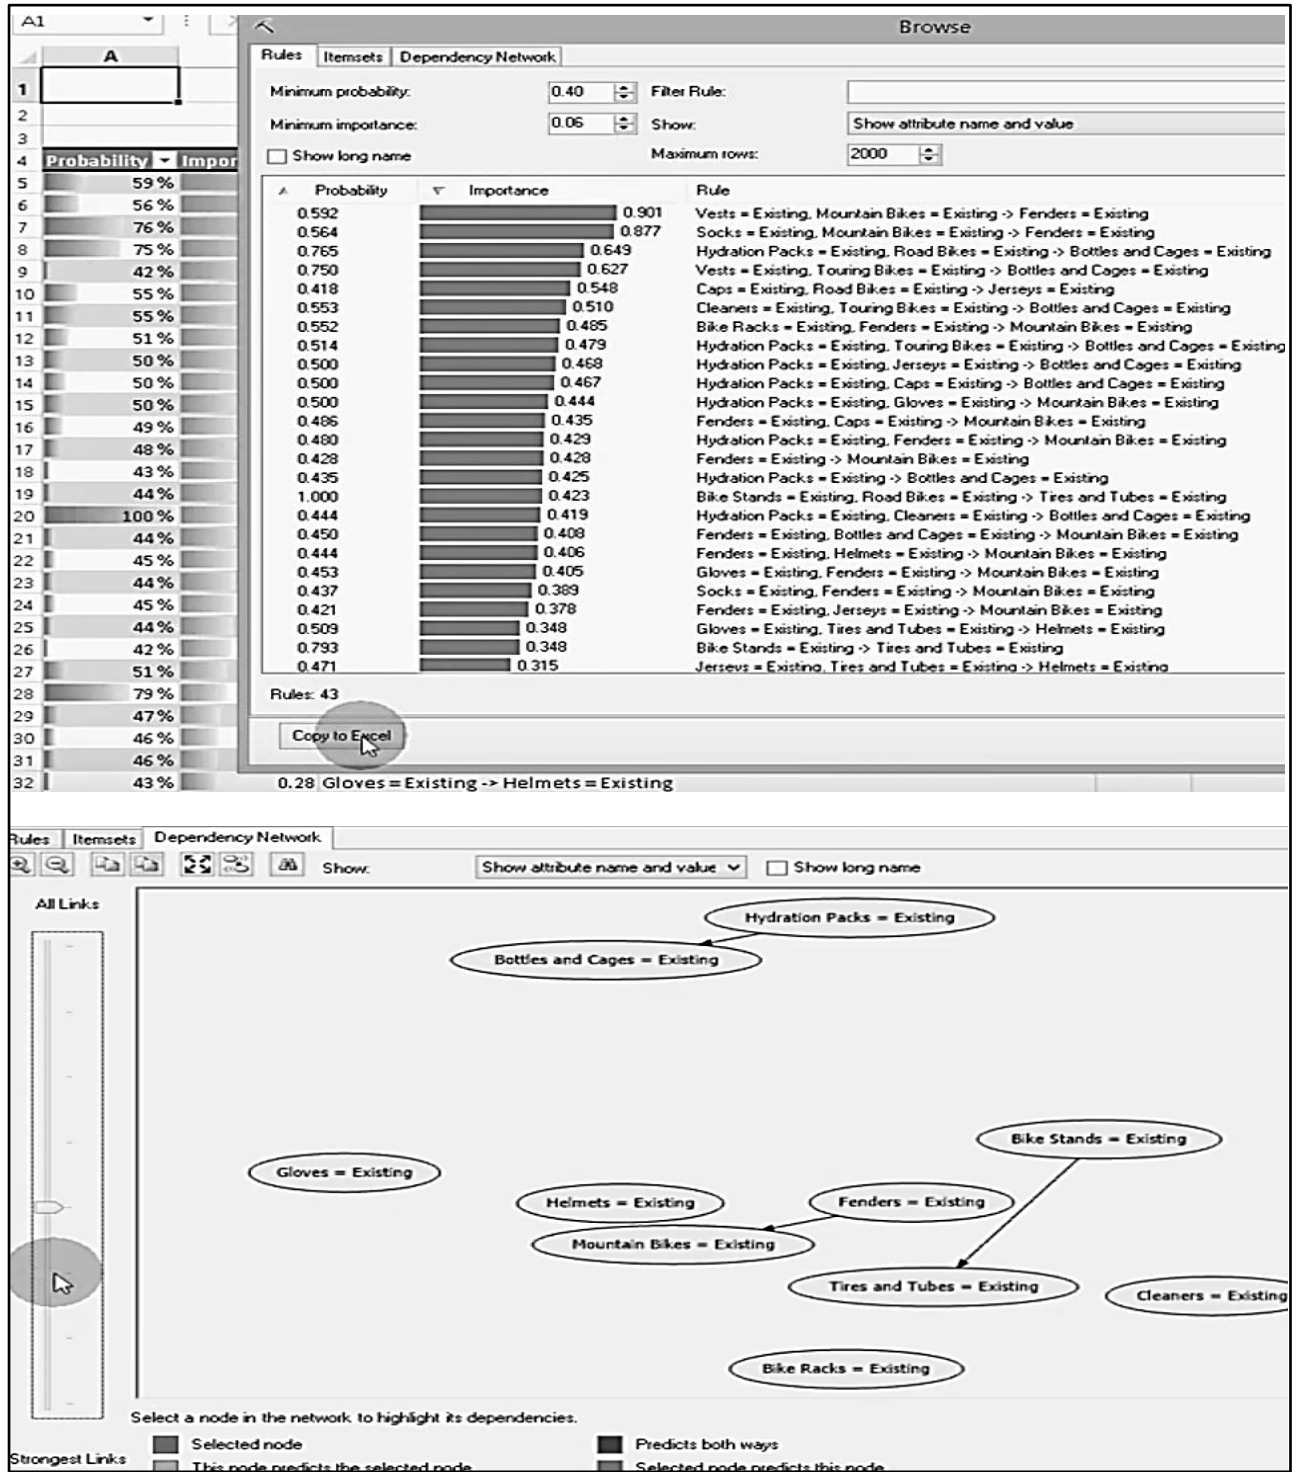 A1
Browse
A
Rules Itemsets Dependency Network
1
Minimum probability: 0.40 Filter Rule:
2
Minimum importance: 0.06 Show: Show attribute name and value
3
4 Probability Impor
Show long name Maximum rows: 2000
5 59 %
6 56 %
7 76 %
8 75 %
9 42 %
10 55 %
11 55 %
12 51 %
13 50 %
14 50 %
15 50 %
16 49 %
17 48 %
18 43 %
19 44 %
20 100 %
21 44 %
22 45 %
23 44 %
24 45 %
25 44 %
26 42 %
27 51 %
28 79 %
29 47 %
30 46 %
31 46 %
32 43 %
Probability Importance Rule
0.592 0.901 Vests = Existing, Mountain Bikes = Existing -> Fenders = Existing
0.564 0.877 Socks = Existing, Mountain Bikes = Existing -> Fenders = Existing
0.765 0.649 Hydration Packs = Existing, Road Bikes = Existing -> Bottles and Cages = Existing
0.750 0.627 Vests = Existing, Touring Bikes = Existing -> Bottles and Cages = Existing
0.418 0.548 Caps = Existing, Road Bikes = Existing -> Jerseys = Existing
0.553 0.510 Cleaners = Existing, Touring Bikes = Existing -> Bottles and Cages = Existing
0.552 0.485 Bike Racks = Existing, Fenders = Existing -> Mountain Bikes = Existing
0.514 0.479 Hydration Packs = Existing, Touring Bikes = Existing -> Bottles and Cages = Existing
0.500 0.468 Hydration Packs = Existing, Jerseys = Existing -> Bottles and Cages = Existing
0.500 0.467 Hydration Packs = Existing, Caps = Existing -> Bottles and Cages = Existing
0.500 0.444 Hydration Packs = Existing, Gloves = Existing -> Mountain Bikes = Existing
0.486 0.435 Fenders = Existing, Caps = Existing -> Mountain Bikes = Existing
0.480 0.429 Hydration Packs = Existing, Fenders = Existing -> Mountain Bikes = Existing
0.428 0.428 Fenders = Existing -> Mountain Bikes = Existing
0.435 0.425 Hydration Packs = Existing -> Bottles and Cages = Existing
1.000 0.423 Bike Stands = Existing, Road Bikes = Existing -> Tires and Tubes = Existing
0.444 0.419 Hydration Packs = Existing, Cleaners = Existing -> Bottles and Cages = Existing
0.450 0.408 Fenders = Existing, Bottles and Cages = Existing -> Mountain Bikes = Existing
0.444 0.406 Fenders = Existing, Helmets = Existing -> Mountain Bikes = Existing
0.453 0.405 Gloves = Existing, Fenders = Existing -> Mountain Bikes = Existing
0.437 0.389 Socks = Existing, Fenders = Existing -> Mountain Bikes = Existing
0.421 0.378 Fenders = Existing, Jerseys = Existing -> Mountain Bikes = Existing
0.509 0.348 Gloves = Existing, Tires and Tubes = Existing -> Helmets = Existing
0.793 0.348 Bike Stands = Existing -> Tires and Tubes = Existing
0.471 0.315 Jerseys = Existing, Tires and Tubes = Existing -> Helmets = Existing
Rules: 43
Copy to Excel
0.28 Gloves = Existing -> Helmets = Existing
Rules Itemsets Dependency Network
Show: Show attribute name and value Show long name
All Links
Hydration Packs = Existing
Bottles and Cages = Existing
Bike Stands = Existing
Gloves = Existing
Helmets = Existing
Fenders = Existing
Mountain Bikes = Existing
Tires and Tubes = Existing
Cleaners = Existing
Bike Racks = Existing
Select a node in the network to highlight its dependencies.
Selected node Predicts both ways
Strongest Links This node predicts the selected node Selected node predicts this node